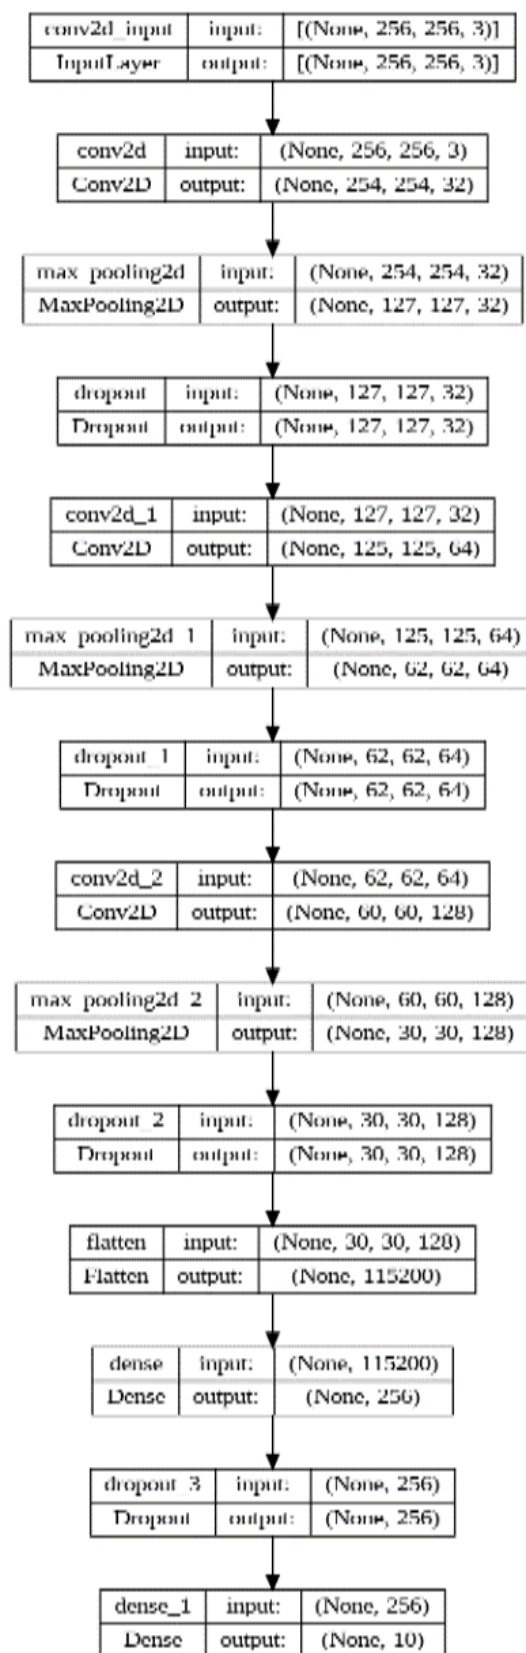 conv2d_input input: [(None, 256, 256, 3)]
InputLayer output: [(None, 256, 256, 3)]
conv2d input: (None, 256, 256, 3)
Conv2D output: (None, 254, 254, 32)
max_pooling2d input: (None, 254, 254, 32)
MaxPooling2D output: (None, 127, 127, 32)
dropout input: (None, 127, 127, 32)
Dropout output: (None, 127, 127, 32)
conv2d_1 input: (None, 127, 127, 32)
Conv2D output: (None, 125, 125, 64)
max_pooling2d_1 input: (None, 125, 125, 64)
MaxPooling2D output: (None, 62, 62, 64)
dropout_1 input: (None, 62, 62, 64)
Dropout output: (None, 62, 62, 64)
conv2d_2 input: (None, 62, 62, 64)
Conv2D output: (None, 60, 60, 128)
max_pooling2d_2 input: (None, 60, 60, 128)
MaxPooling2D output: (None, 30, 30, 128)
dropout_2 input: (None, 30, 30, 128)
Dropout output: (None, 30, 30, 128)
flatten input: (None, 30, 30, 128)
Flatten output: (None, 115200)
dense input: (None, 115200)
Dense output: (None, 256)
dropout_3 input: (None, 256)
Dropout output: (None, 256)
dense_1 input: (None, 256)
Dense output: (None, 10)